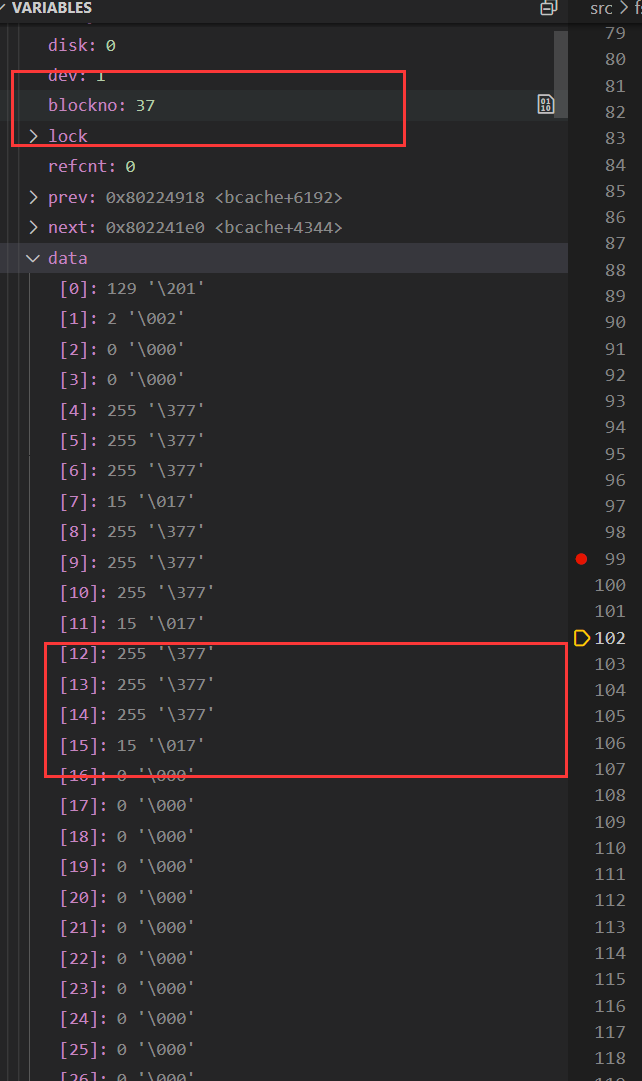 VARIABLES
src > f
disk: 0
dev: 1
blockno: 37
> lock
refcnt: 0
> prev: 0x80224918 <bcache+6192>
> next: 0x802241e0 <bcache+4344>
data
[0]: 129 '\201'
[1]: 2 '\002'
[2]: 0 '\000'
[3]: 0 '\000'
[4]: 255 '\377'
[5]: 255 '\377'
[6]: 255 '\377'
[7]: 15 '\017'
[8]: 255 '\377'
[9]: 255 '\377'
[10]: 255 '\377'
[11]: 15 '\017'
[12]: 255 '\377'
[13]: 255 '\377'
[14]: 255 '\377'
[15]: 15 '\017'
[16]: 0 '\000'
[17]: 0 '\000'
[18]: 0 '\000'
[19]: 0 '\000'
[20]: 0 '\000'
[21]: 0 '\000'
[22]: 0 '\000'
[23]: 0 '\000'
[24]: 0 '\000'
[25]: 0 '\000'
[26]: 0 '\000'
79
80
81
82
83
84
85
86
87
88
89
90
91
92
93
94
95
96
97
98
99
100
101
102
103
104
105
106
107
108
109
110
111
112
113
114
115
116
117
118